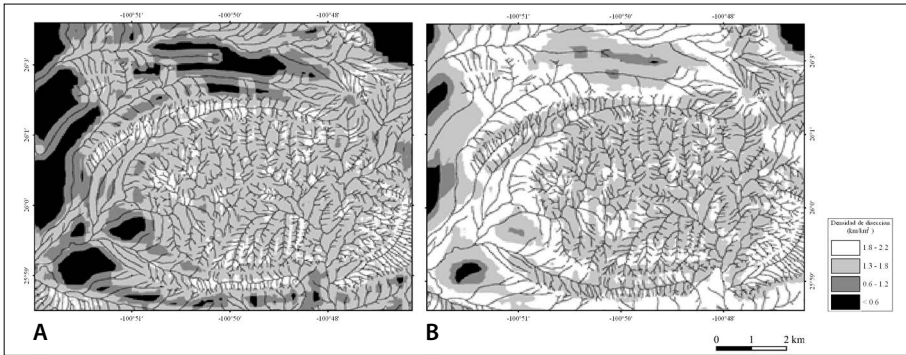 -100°51' -100°50' -100°48' -100°51' -100°50' -100°48'
26°3' 26°3'
26°1' 26°1'
26°0' 26°0'
25°59' 25°59'
A B
-100°51' -100°50' -100°48' -100°51' -100°50' -100°48'
Densidad de disección
(km/km²)
1.8 - 2.2
1.3 - 1.8
0.6 - 1.2
< 0.6
0 1 2 km